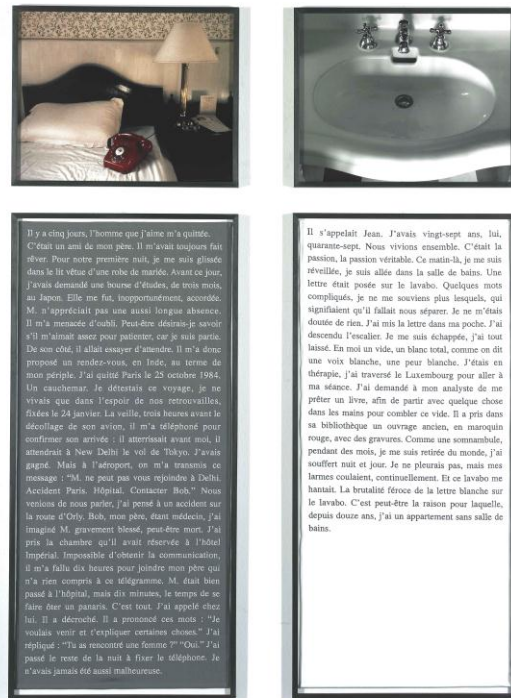 Il y a cinq jours, l'homme que j'aime m'a quittée.
C'était un ami de mon père. Il m'avait toujours fait
rêver. Pour notre première nuit, je me suis glissée
dans le lit vêtue d'une robe de mariée. Avant ce jour,
j'avais demandé une bourse d'études, de trois mois,
au Japon. Elle me fut, inopportunément, accordée.
M. n'appréciait pas une aussi longue absence.
Il m'a menacée d'oubli. Peut-être désirais-je savoir
s'il m'aimait assez pour patienter, car je suis partie.
De son côté, il allait essayer d'attendre. Il m'a donc
proposé un rendez-vous, en Inde, au terme de
mon périple. J'ai quitté Paris le 25 octobre 1984.
Un cauchemar. Je détestais ce voyage, je ne
vivais que dans l'espoir de nos retrouvailles,
fixées le 24 janvier. La veille, trois heures avant le
décollage de son avion, il m'a téléphoné pour
confirmer son arrivée : il atterrissait avant moi, il
attendrait à New Delhi le vol de Tokyo. J'avais
gagné. Mais à l'aéroport, on m'a transmis ce
message : "M. ne peut pas vous rejoindre à Delhi.
Accident Paris. Hôpital. Contacter Bob." Nous
venions de nous parler, j'ai pensé à un accident sur
la route d'Orly. Bob, mon père, étant médecin, j'ai
imaginé M. gravement blessé, peut-être mort. J'ai
pris la chambre qu'il avait réservée à l'hôtel
Impérial. Impossible d'obtenir la communication,
il m'a fallu dix heures pour joindre mon père qui
n'a rien compris à ce télégramme. M. était bien
passé à l'hôpital, mais dix minutes, le temps de se
faire ôter un panaris. C'est tout. J'ai appelé chez
lui. Il a décroché. Il a prononcé ces mots : "Je
voulais venir et t'expliquer certaines choses." J'ai
répliqué : "Tu as rencontré une femme ?" "Oui." J'ai
passé le reste de la nuit à fixer le téléphone. Je
n'avais jamais été aussi malheureuse.
Il s'appelait Jean. J'avais vingt-sept ans, lui,
quarante-sept. Nous vivions ensemble. C'était la
passion, la passion véritable. Ce matin-là, je me suis
réveillée, je suis allée dans la salle de bains. Une
lettre était posée sur le lavabo. Quelques mots
compliqués, je ne me souviens plus lesquels, qui
signifiaient qu'il fallait nous séparer. Je ne m'étais
doutée de rien. J'ai mis la lettre dans ma poche. J'ai
descendu l'escalier. Je me suis échappée, j'ai tout
laissé. En moi un vide, un blanc total, comme on dit
une voix blanche, une peur blanche. J'étais en
thérapie, j'ai traversé le Luxembourg pour aller à
ma séance. J'ai demandé à mon analyste de me
prêter un livre, afin de partir avec quelque chose
dans les mains pour combler ce vide. Il a pris dans
sa bibliothèque un ouvrage ancien, en maroquin
rouge, avec des gravures. Comme une somnambule,
pendant des mois, je me suis retirée du monde, j'ai
souffert nuit et jour. Je ne pleurais pas, mais mes
larmes coulaient, continuellement. Et ce lavabo me
hantait. La brutalité féroce de la lettre blanche sur
le lavabo. C'est peut-être la raison pour laquelle,
depuis douze ans, j'ai un appartement sans salle de
bains.